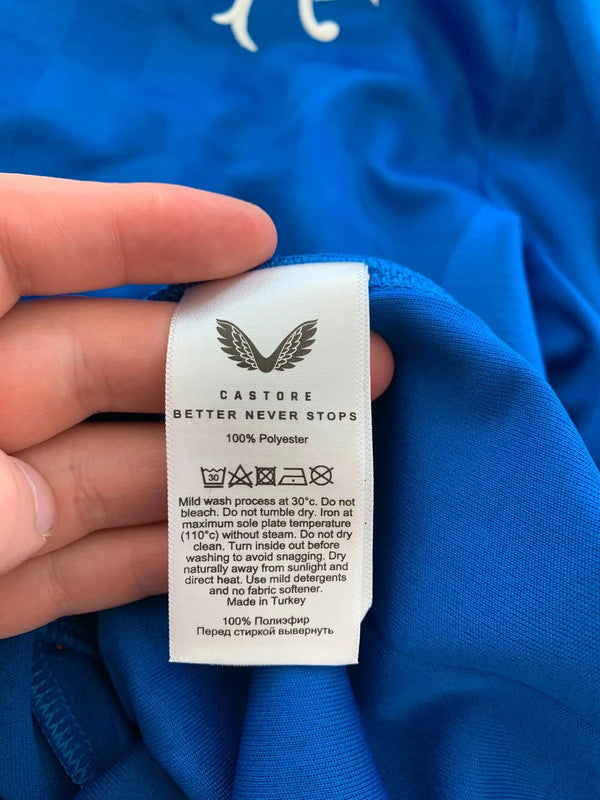 CASTORE
BETTER NEVER STOPS
100% Polyester
30
Mild wash process at 30°c. Do not
bleach. Do not tumble dry. Iron at
maximum sole plate temperature
(110°c) without steam. Do not dry
clean. Turn inside out before
washing to avoid snagging. Dry
naturally away from sunlight and
direct heat. Use mild detergents
and no fabric softener.
Made in Turkey
100% Полиэфир
Перед стиркой вывернуть